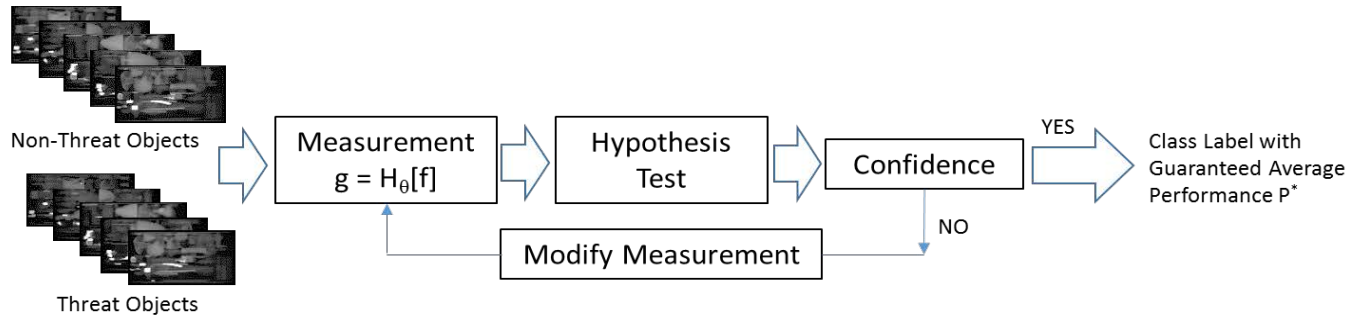 Non-Threat Objects
Threat Objects
Measurement
g = Hθ[f]
Hypothesis
Test
Confidence
YES
Class Label with
Guaranteed Average
Performance P*
NO
Modify Measurement